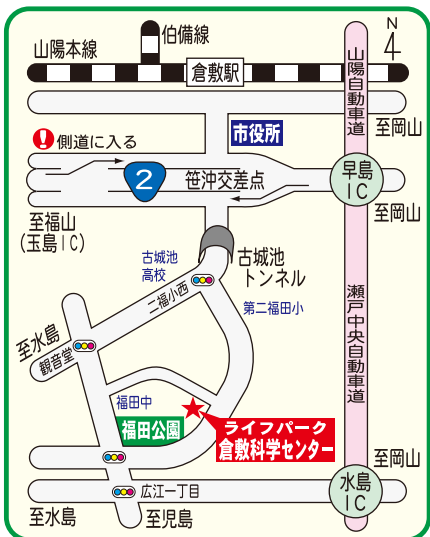 伯備線
山陽本線
N
4
倉敷駅
山陽自動車道
至岡山
市役所
! 側道に入る
2
笹沖交差点
早島
IC
至岡山
至福山
(玉島IC)
古城池
高校
古城池
トンネル
二福小西
第二福田小
瀬戸中央自動車道
至水島
観音堂
福田中
福田公園
ライフパーク
倉敷科学センター
至岡山
水島
IC
広江一丁目
至水島
至児島